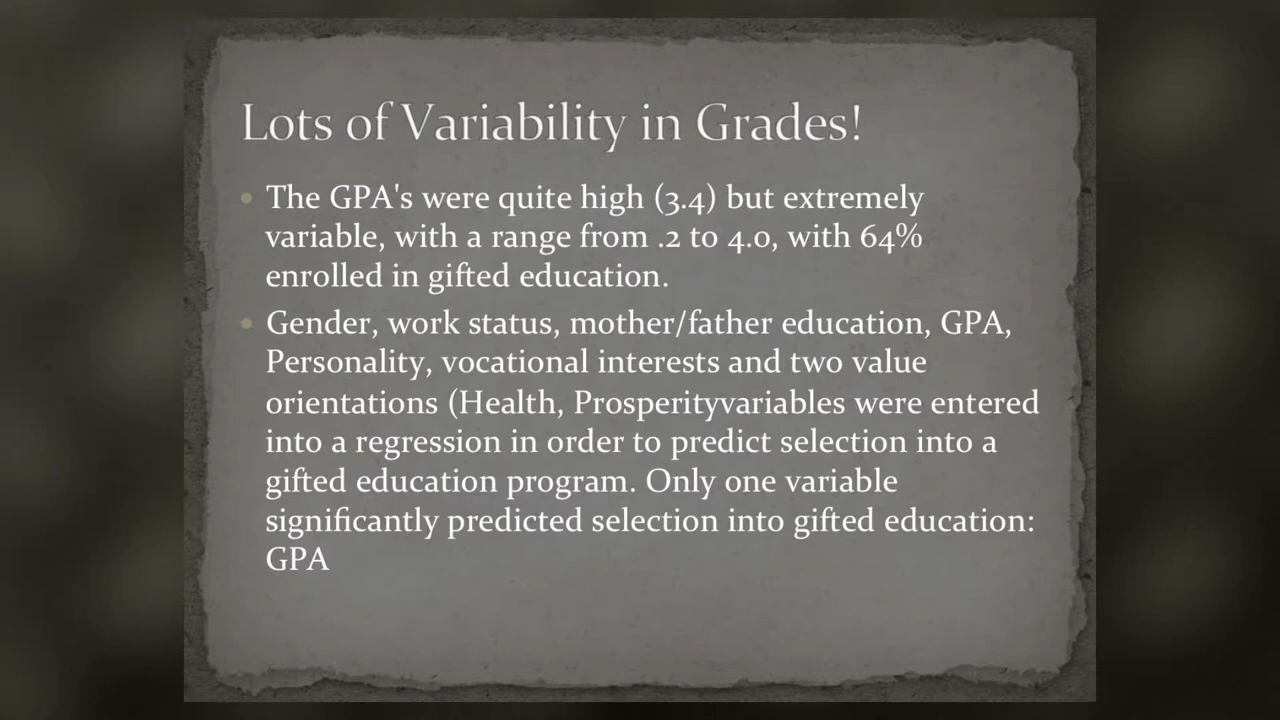 Lots of Variability in Grades!
• The GPA's were quite high (3.4) but extremely
variable, with a range from .2 to 4.0, with 64%
enrolled in gifted education.
• Gender, work status, mother/father education, GPA,
Personality, vocational interests and two value
orientations (Health, Prosperityvariables were entered
into a regression in order to predict selection into a
gifted education program. Only one variable
significantly predicted selection into gifted education:
GPA